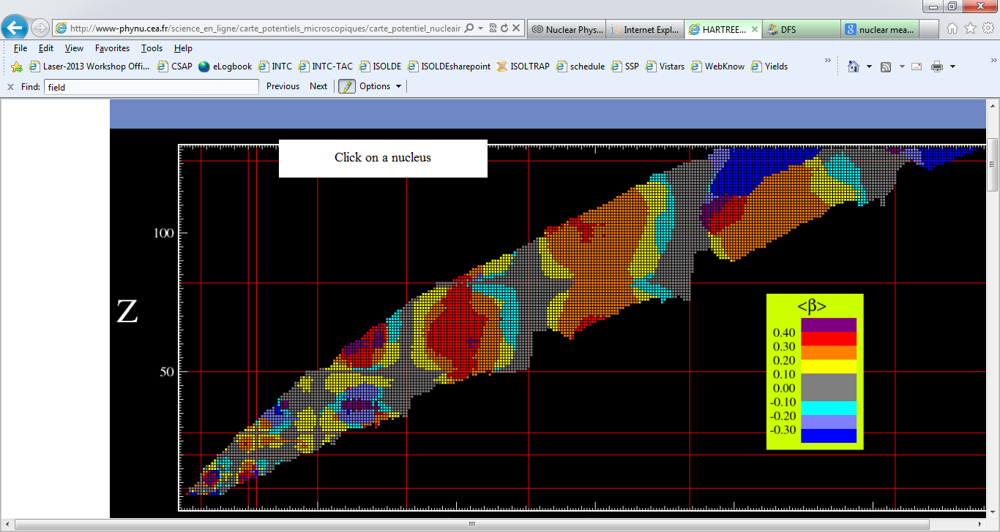 http://www-phynu.cea.fr/science_en_ligne/carte_potentiels_microscopiques/carte_potentiel_nucleair
Nuclear Phys...
Internet Expl...
HARTREE...
DFS
nuclear mea...
File Edit View Favorites Tools Help
Laser-2013 Workshop Offi... CSAP eLogbook INTC INTC-TAC ISOLDE ISOLDEsharepoint ISOLTRAP schedule SSP Vistars WebKnow Yields
Find: field Previous Next Options
Click on a nucleus
100
Z
50
<β>
0.40
0.30
0.20
0.10
0.00
-0.10
-0.20
-0.30